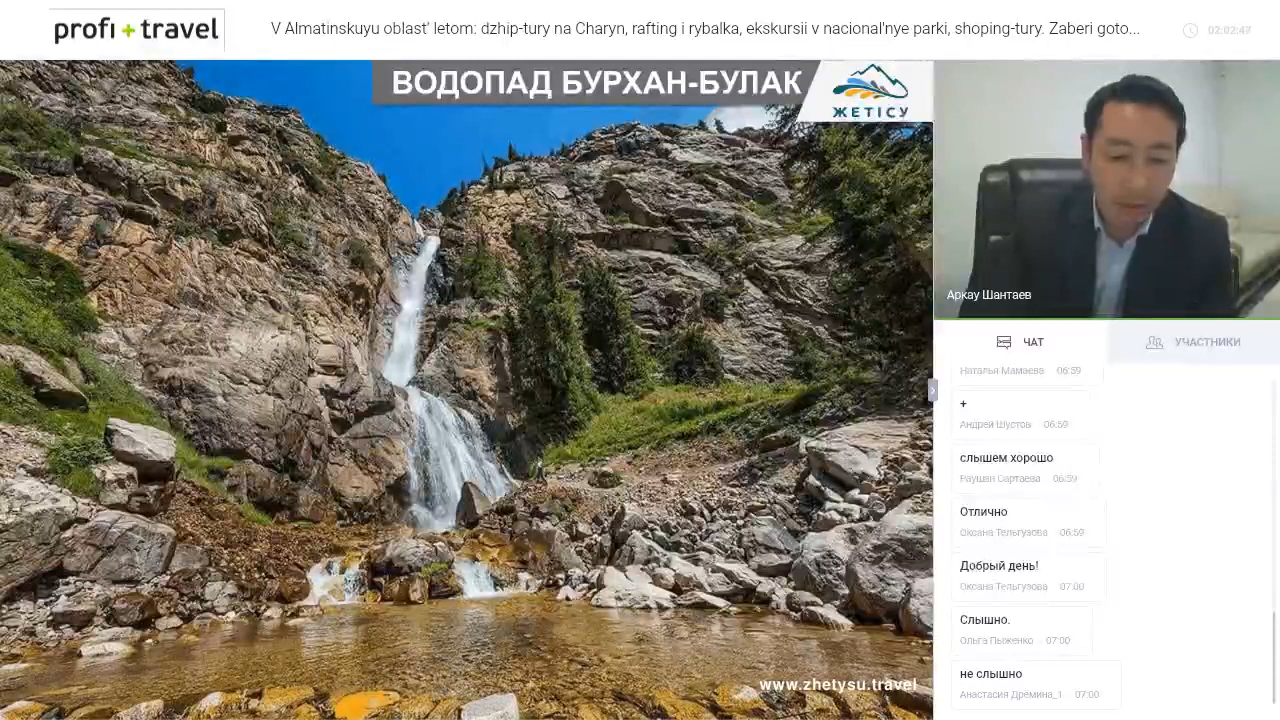 profi + travel
V Almatinskuyu oblast' letom: dzhip-tury na Charyn, rafting i rybalka, ekskursii v nacional'nye parki, shoping-tury. Zaberi goto...
02:02:47
ВОДОПАД БУРХАН-БУЛАК
ЖЕТІСУ
Аркау Шантаев
ЧАТ
УЧАСТНИКИ
Наталья Мамаева 06:59
+
Андрей Шустов 06:59
слышем хорошо
Раушан Сартаева 06:59
Отлично
Оксана Тельгузова 06:59
Добрый день!
Оксана Тельгузова 07:00
Слышно.
Ольга Пыженко 07:00
не слышно
Анастасия Дрёмина_1 07:00
www.zhetysu.travel